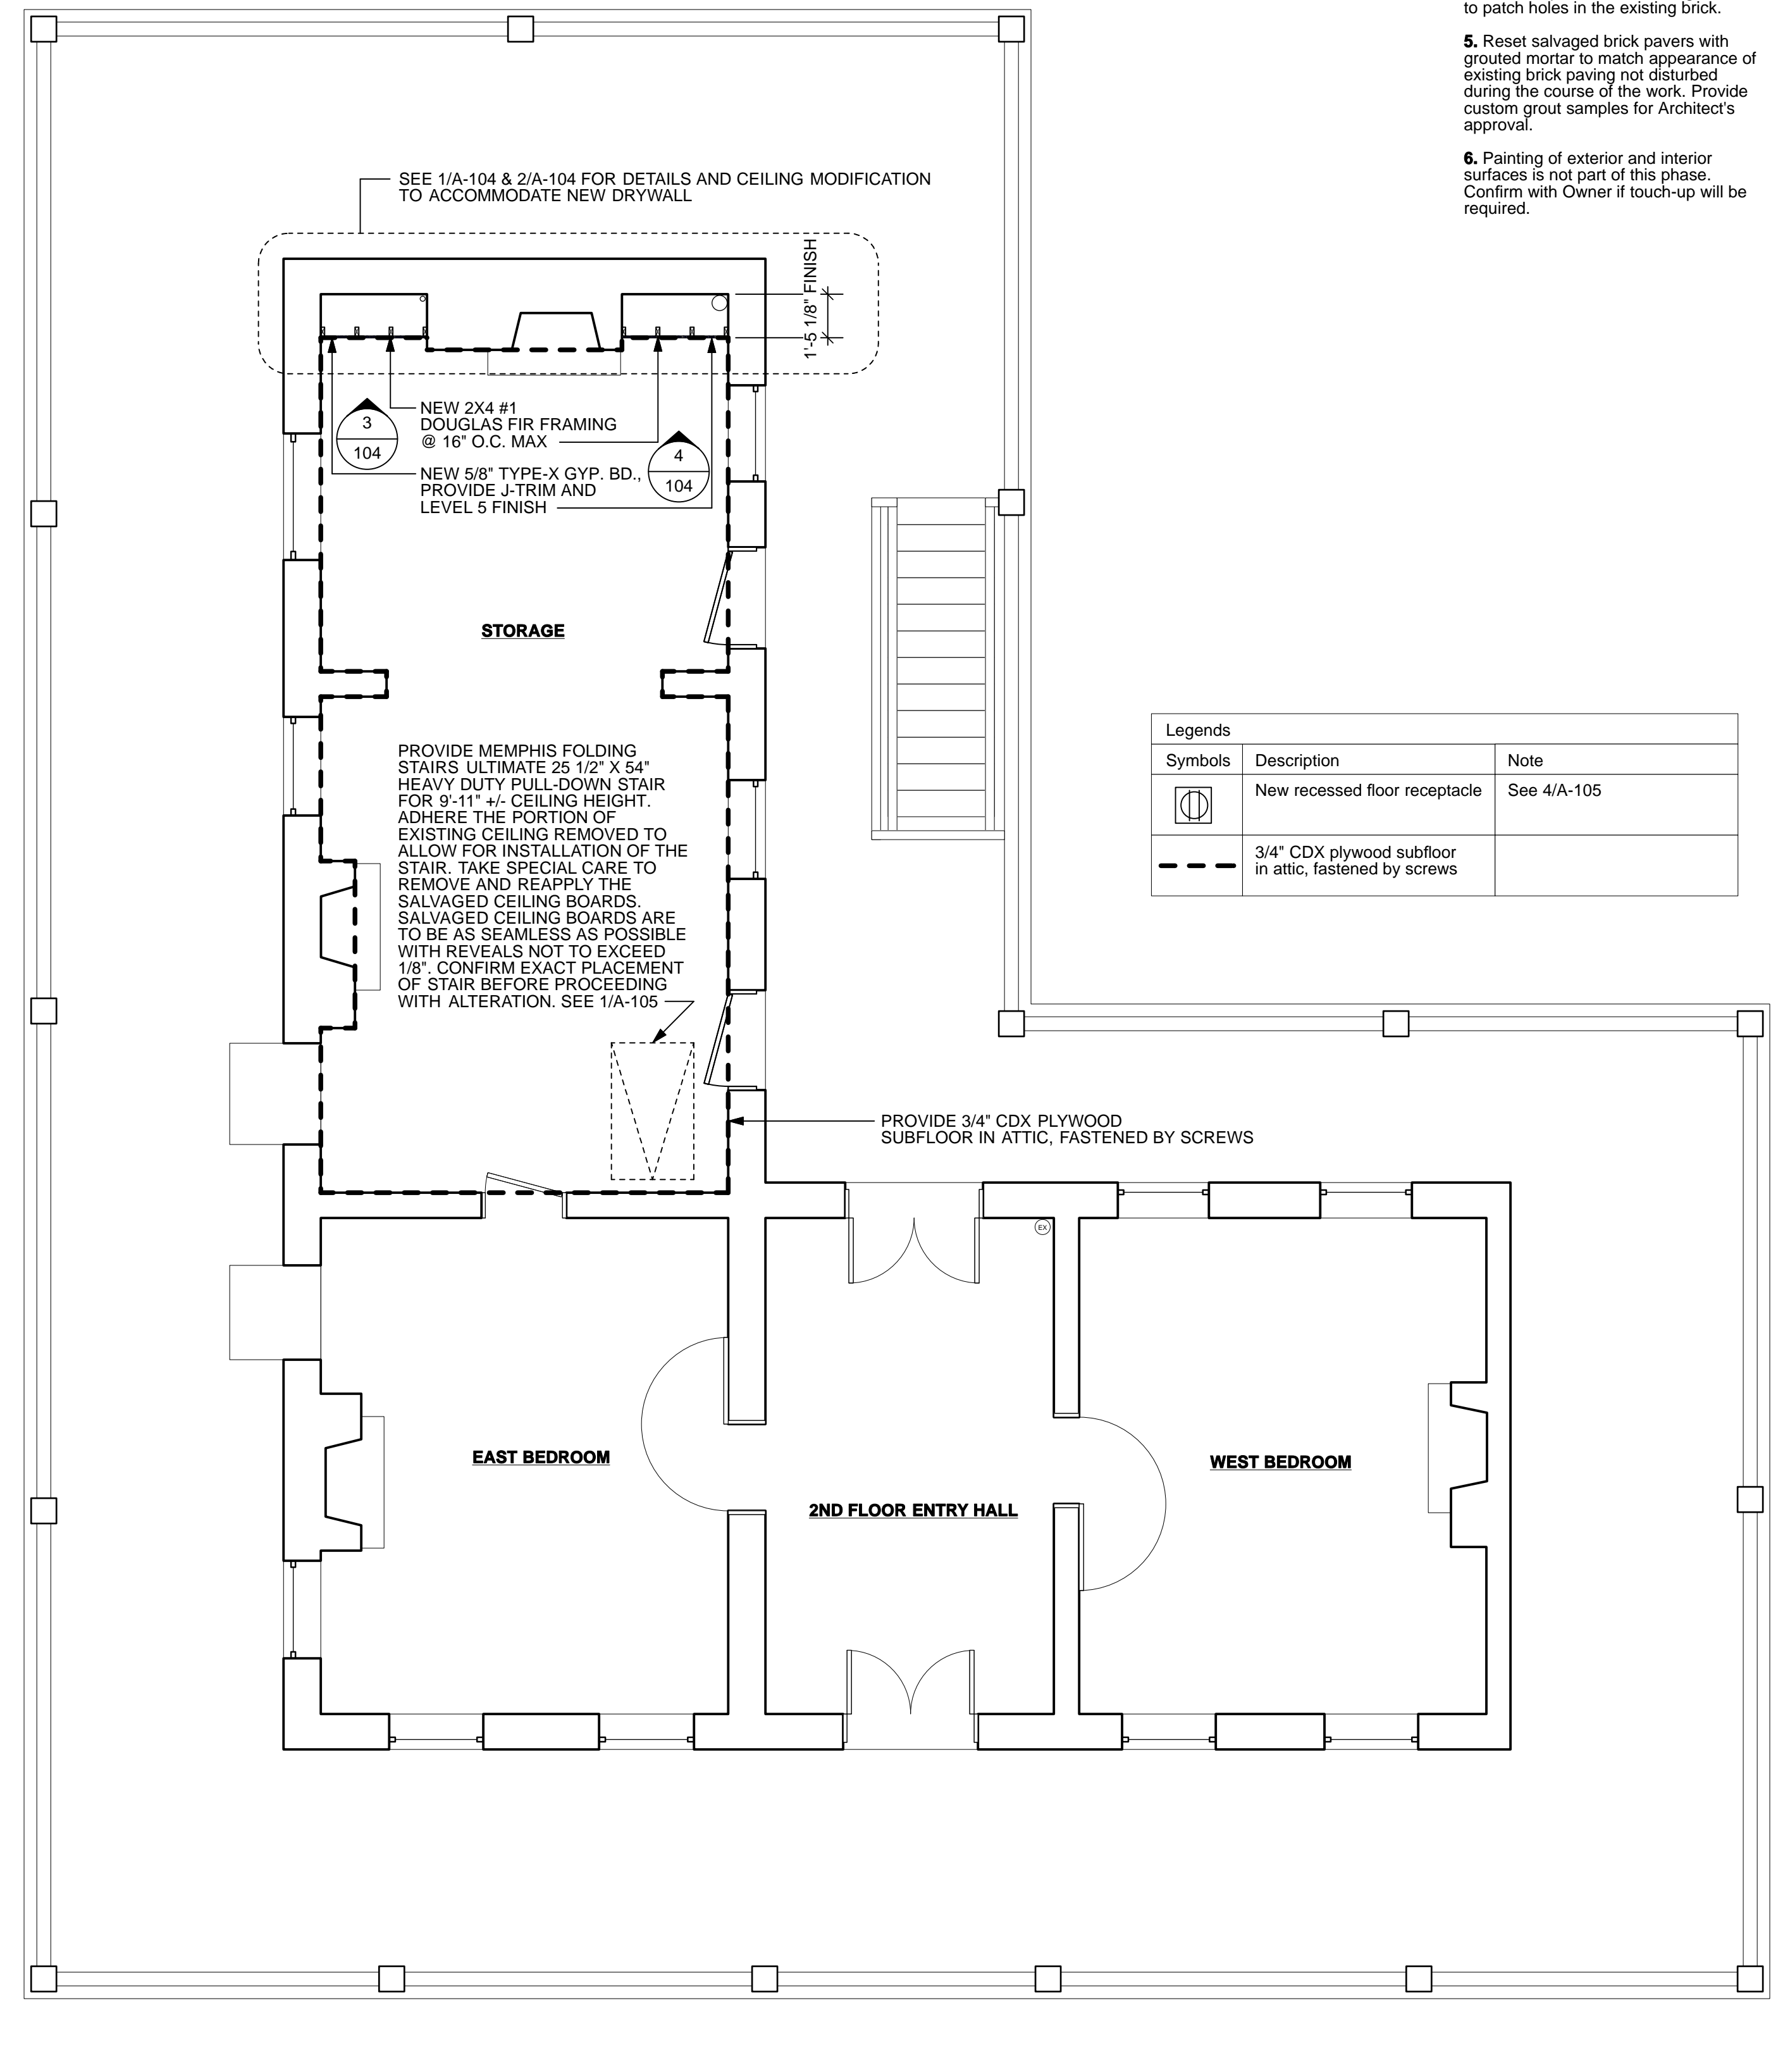 to patch holes in the existing brick.
5. Reset salvaged brick pavers with
grouted mortar to match appearance of
existing brick paving not disturbed
during the course of the work. Provide
custom grout samples for Architect's
approval.
6. Painting of exterior and interior
surfaces is not part of this phase.
Confirm with Owner if touch-up will be
required.
SEE 1/A-104 & 2/A-104 FOR DETAILS AND CEILING MODIFICATION
TO ACCOMMODATE NEW DRYWALL
1'-5 1/8" FINISH
NEW 2X4 #1
DOUGLAS FIR FRAMING
@ 16" O.C. MAX
3
104
4
104
NEW 5/8" TYPE-X GYP. BD.,
PROVIDE J-TRIM AND
LEVEL 5 FINISH
STORAGE
PROVIDE MEMPHIS FOLDING
STAIRS ULTIMATE 25 1/2" X 54"
HEAVY DUTY PULL-DOWN STAIR
FOR 9'-11" +/- CEILING HEIGHT.
ADHERE THE PORTION OF
EXISTING CEILING REMOVED TO
ALLOW FOR INSTALLATION OF THE
STAIR. TAKE SPECIAL CARE TO
REMOVE AND REAPPLY THE
SALVAGED CEILING BOARDS.
SALVAGED CEILING BOARDS ARE
TO BE AS SEAMLESS AS POSSIBLE
WITH REVEALS NOT TO EXCEED
1/8". CONFIRM EXACT PLACEMENT
OF STAIR BEFORE PROCEEDING
WITH ALTERATION. SEE 1/A-105
Legends
Symbols Description Note
New recessed floor receptacle See 4/A-105
3/4" CDX plywood subfloor
in attic, fastened by screws
PROVIDE 3/4" CDX PLYWOOD
SUBFLOOR IN ATTIC, FASTENED BY SCREWS
EX
EAST BEDROOM
WEST BEDROOM
2ND FLOOR ENTRY HALL